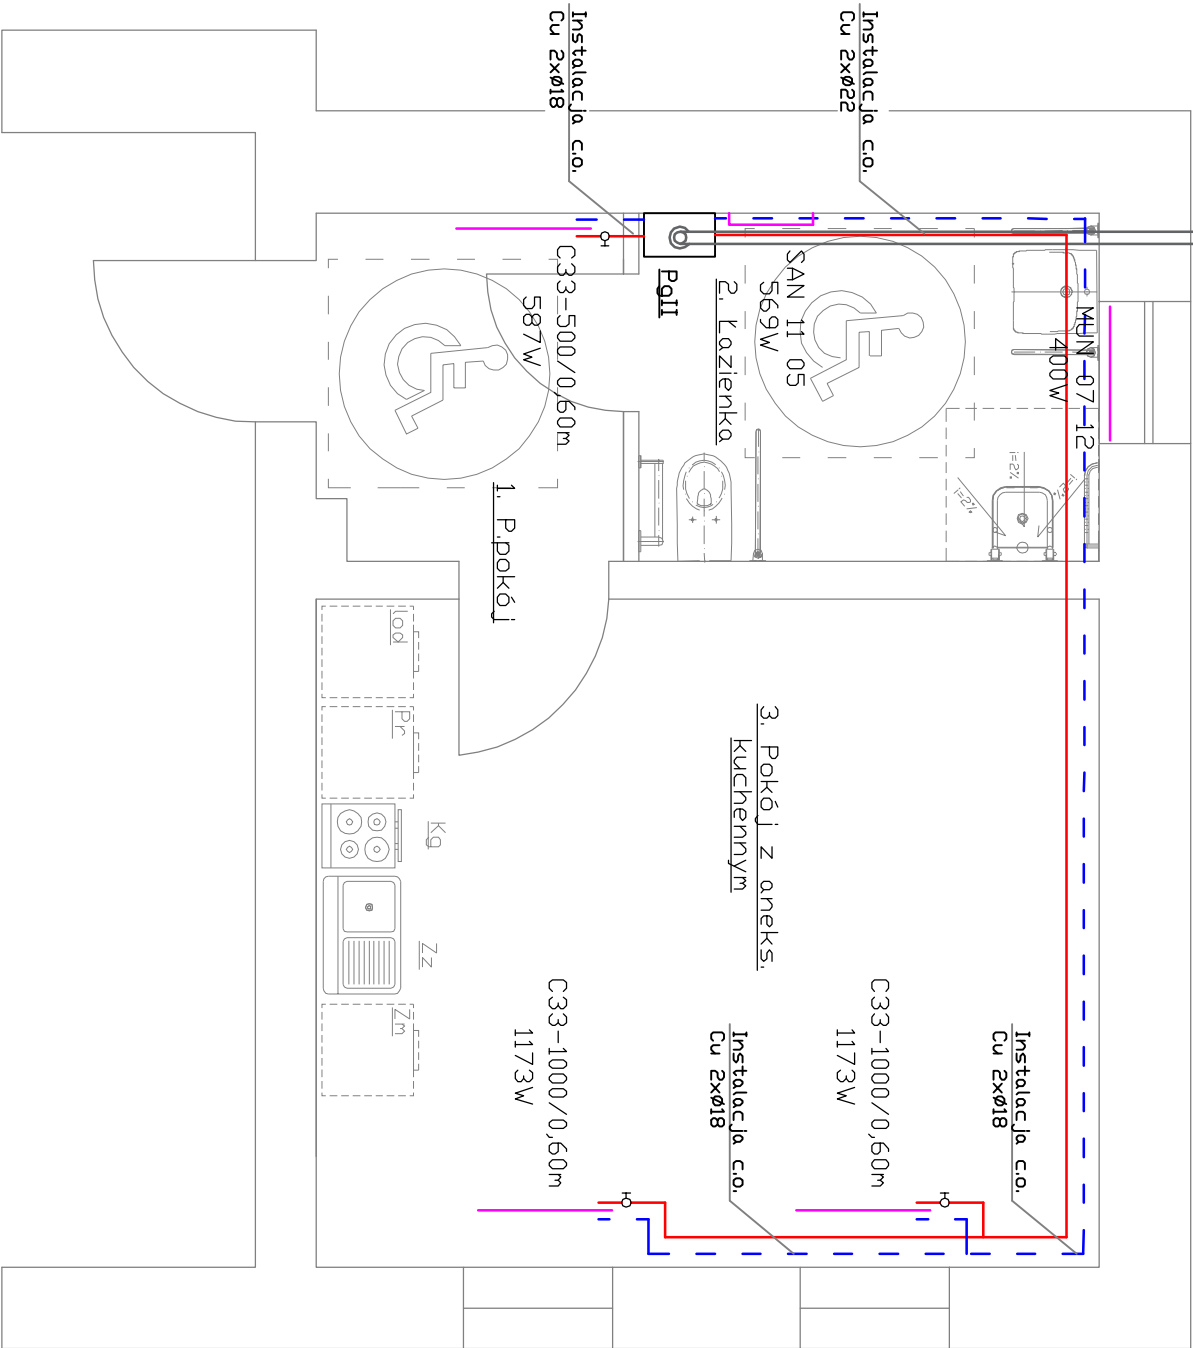 Instalacja c.o.
Cu 2xø22
Instalacja c.o.
Cu 2xø18
MUN 07 12
400W
SAN 11 05
569W
2. Łazienka
PgII
C33-500/0,60m
587W
1. P.pokój
i=2%
i=2%
i=2%
lod
Pr
Kg
Zz
Zm
3. Pokój z aneks.
kuchennym
C33-1000/0,60m
1173W
C33-1000/0,60m
1173W
Instalacja c.o.
Cu 2xø18
Instalacja c.o.
Cu 2xø18